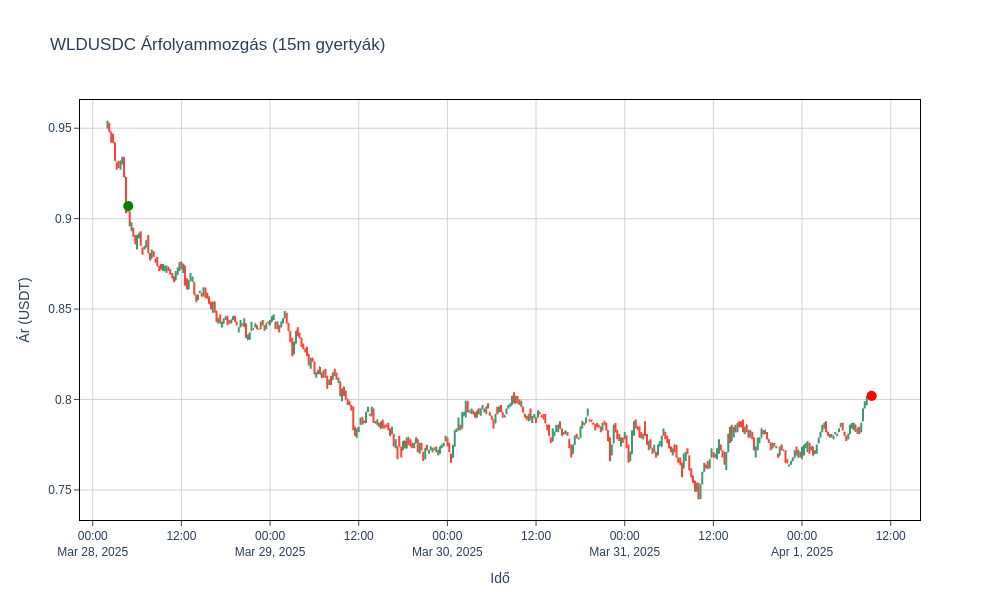 WLDUSDC Árfolyammozgás (15m gyertyák)
0.95
0.9
0.85
0.8
0.75
Ár (USDT)
00:00 12:00 00:00 12:00 00:00 12:00 00:00 12:00 00:00 12:00
Mar 28, 2025 Mar 29, 2025 Mar 30, 2025 Mar 31, 2025 Apr 1, 2025
Idő